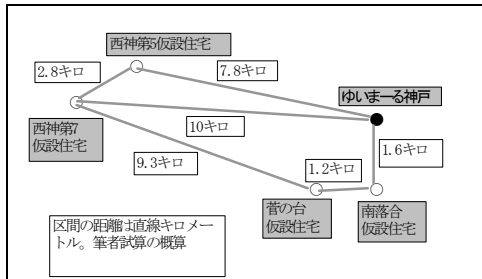 西神第5仮設住宅
2.8キロ
7.8キロ
ゆいまーる神戸
西神第7
仮設住宅
10キロ
9.3キロ
1.2キロ
1.6キロ
菅の台
仮設住宅
南落合
仮設住宅
区間の距離は直線キロメー
トル。筆者試算の概算